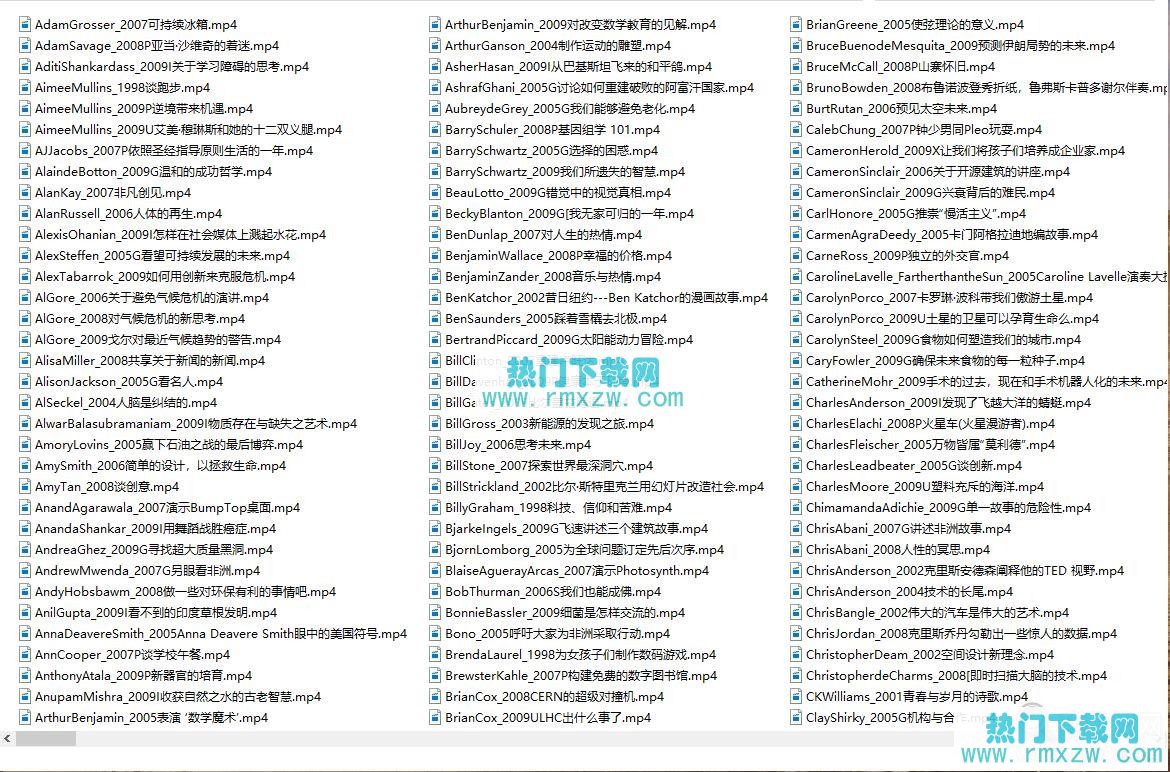 AdamGrosser_2007可持续冰箱.mp4
AdamSavage_2008P亚当·沙维奇的着迷.mp4
AditiShankardass_2009I关于学习障碍的思考.mp4
AimeeMullins_1998谈跑步.mp4
AimeeMullins_2009P逆境带来机遇.mp4
AimeeMullins_2009U艾美·穆琳斯和她的十二双义腿.mp4
AJJacobs_2007P依照圣经指导原则生活的一年.mp4
AlaindeBotton_2009G温和的成功哲学.mp4
AlanKay_2007非凡创见.mp4
AlanRussell_2006人体的再生.mp4
AlexisOhanian_2009I怎样在社会媒体上溅起水花.mp4
AlexSteffen_2005G看望可持续发展的未来.mp4
AlexTabarrok_2009如何用创新来克服危机.mp4
AlGore_2006关于避免气候危机的演讲.mp4
AlGore_2008对气候危机的新思考.mp4
AlGore_2009戈尔对最近气候趋势的警告.mp4
AlisaMiller_2008共享关于新闻的新闻.mp4
AlisonJackson_2005G看名人.mp4
AlSeckel_2004人脑是纠结的.mp4
AlwarBalasubramaniam_2009I物质存在与缺失之艺术.mp4
AmoryLovins_2005赢下石油之战的最后博弈.mp4
AmySmith_2006简单的设计，以拯救生命.mp4
AmyTan_2008谈创意.mp4
AnandAgarawala_2007演示BumpTop桌面.mp4
AnandaShankar_2009I用舞蹈战胜癌症.mp4
AndreaGhez_2009G寻找超大质量黑洞.mp4
AndrewMwenda_2007G另眼看非洲.mp4
AndyHobsbawm_2008做一些对环保有利的事情吧.mp4
AnilGupta_2009I看不到的印度草根发明.mp4
AnnaDeavereSmith_2005Anna Deavere Smith眼中的美国符号.mp4
AnnCooper_2007P谈学校午餐.mp4
AnthonyAtala_2009P新器官的培育.mp4
AnupamMishra_2009I收获自然之水的古老智慧.mp4
ArthurBenjamin_2005表演 '数学魔术'.mp4
ArthurBenjamin_2009对改变数学教育的见解.mp4
ArthurGanson_2004制作运动的雕塑.mp4
AsherHasan_2009I从巴基斯坦飞来的和平鸽.mp4
AshrafGhani_2005G讨论如何重建破败的阿富汗国家.mp4
AubreydeGrey_2005G我们能够避免老化.mp4
BarrySchuler_2008P基因组学 101.mp4
BarrySchwartz_2005G选择的困惑.mp4
BarrySchwartz_2009我们所遗失的智慧.mp4
BeauLotto_2009G错觉中的视觉真相.mp4
BeckyBlanton_2009G[我无家可归的一年.mp4
BenDunlap_2007对人生的热情.mp4
BenjaminWallace_2008P幸福的价格.mp4
BenjaminZander_2008音乐与热情.mp4
BenKatchor_2002昔日纽约---Ben Katchor的漫画故事.mp4
BenSaunders_2005踩着雪橇去北极.mp4
BertrandPiccard_2009G太阳能动力冒险.mp4
BillClinton
BillDavenh
BillGa
BillGross_2003新能源的发现之旅.mp4
BillJoy_2006思考未来.mp4
BillStone_2007探索世界最深洞穴.mp4
BillStrickland_2002比尔·斯特里克兰用幻灯片改造社会.mp4
BillyGraham_1998科技、信仰和苦难.mp4
BjarkeIngels_2009G飞速讲述三个建筑故事.mp4
BjornLomborg_2005为全球问题订定先后次序.mp4
BlaiseAguerayArcas_2007演示Photosynth.mp4
BobThurman_2006S我们也能成佛.mp4
BonnieBassler_2009细菌是怎样交流的.mp4
Bono_2005呼吁大家为非洲采取行动.mp4
BrendaLaurel_1998为女孩子们制作数码游戏.mp4
BrewsterKahle_2007P构建免费的数字图书馆.mp4
BrianCox_2008CERN的超级对撞机.mp4
BrianCox_2009ULHC出什么事了.mp4
BrianGreene_2005使弦理论的意义.mp4
BruceBuenodeMesquita_2009预测伊朗局势的未来.mp4
BruceMcCall_2008P山寨怀旧.mp4
BrunoBowden_2008布鲁诺波登秀折纸，鲁弗斯卡普多谢尔伴奏.mp
BurtRutan_2006预见太空未来.mp4
CalebChung_2007P钟少男同Pleo玩耍.mp4
CameronHerold_2009X让我们将孩子们培养成企业家.mp4
CameronSinclair_2006关于开源建筑的讲座.mp4
CameronSinclair_2009G兴衰背后的难民.mp4
CarlHonore_2005G推崇“慢活主义”.mp4
CarmenAgraDeedy_2005卡门阿格拉迪地编故事.mp4
CarneRoss_2009P独立的外交官.mp4
CarolineLavelle_FartherthantheSun_2005Caroline Lavelle演奏大提
CarolynPorco_2007卡罗琳·波科带我们傲游土星.mp4
CarolynPorco_2009U土星的卫星可以孕育生命么.mp4
CarolynSteel_2009G食物如何塑造我们的城市.mp4
CaryFowler_2009G确保未来食物的每一粒种子.mp4
CatherineMohr_2009手术的过去，现在和手术机器人化的未来.mp4
CharlesAnderson_2009I发现了飞越大洋的蜻蜓.mp4
CharlesElachi_2008P火星车(火星漫游者).mp4
CharlesFleischer_2005万物皆属“莫利德”.mp4
CharlesLeadbeater_2005G谈创新.mp4
CharlesMoore_2009U塑料充斥的海洋.mp4
ChimamandaAdichie_2009G单一故事的危险性.mp4
ChrisAbani_2007G讲述非洲故事.mp4
ChrisAbani_2008人性的冥思.mp4
ChrisAnderson_2002克里斯安德森阐释他的TED 视野.mp4
ChrisAnderson_2004技术的长尾.mp4
ChrisBangle_2002伟大的汽车是伟大的艺术.mp4
ChrisJordan_2008克里斯乔丹勾勒出一些惊人的数据.mp4
ChristopherDeam_2002空间设计新理念.mp4
ChristopherdeCharms_2008[即时扫描大脑的技术.mp4
CKWilliams_2001青春与岁月的诗歌.mp4
ClayShirky_2005G机构与合作.mp4
热门下载网
www.rmxzw.com
热门下载网
www.rmxzw.com